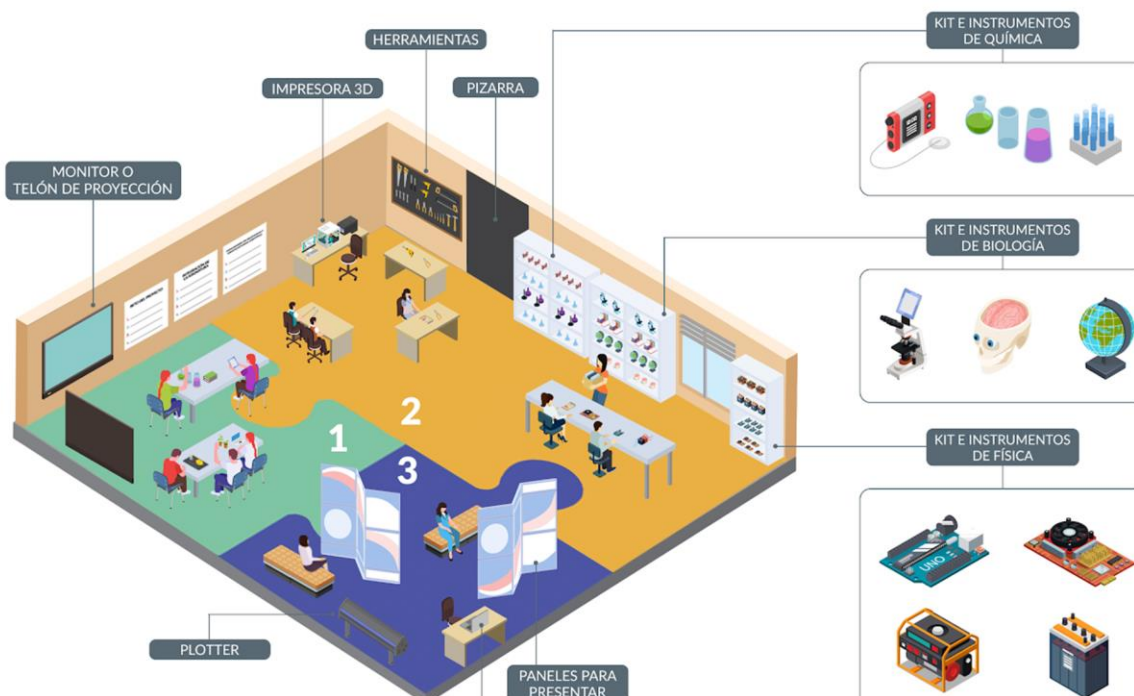 HERRAMIENTAS
KIT E INSTRUMENTOS
DE QUÍMICA
IMPRESORA 3D
PIZARRA
MONITOR O
TELÓN DE PROYECCIÓN
KIT E INSTRUMENTOS
DE BIOLOGÍA
1
2
3
KIT E INSTRUMENTOS
DE FÍSICA
UNO
PLOTTER
PANELES PARA
PRESENTAR